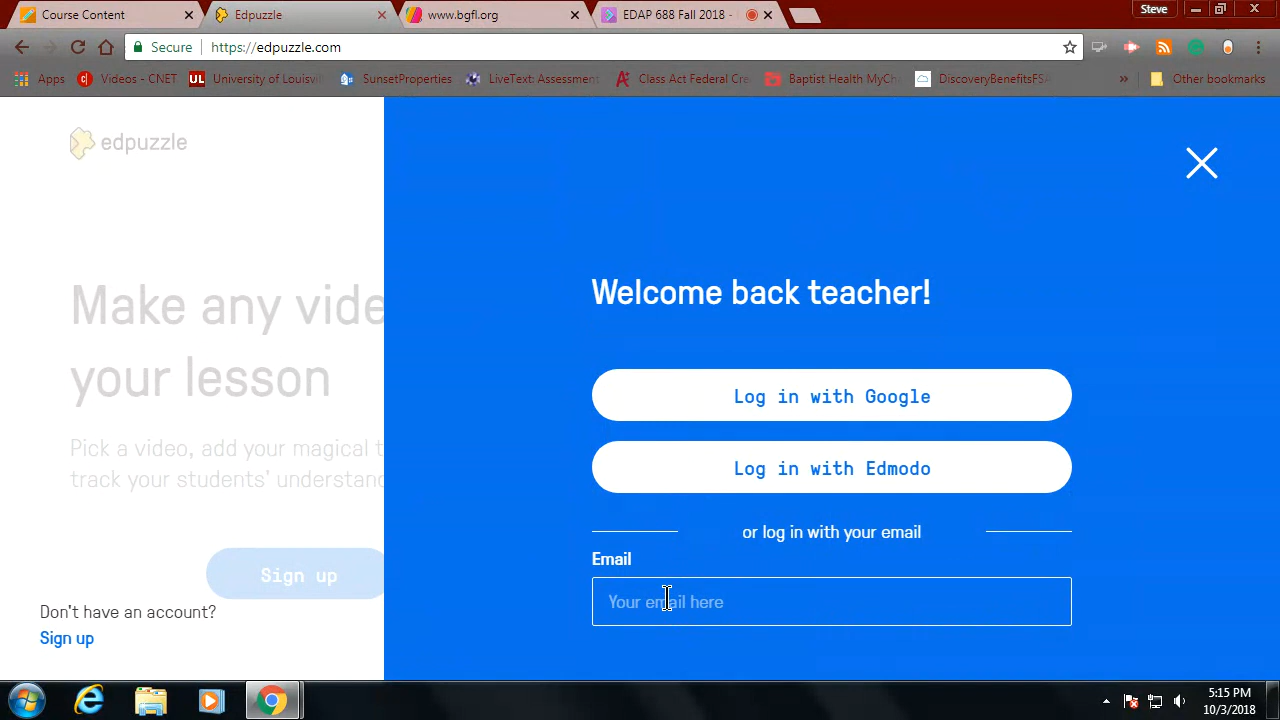 Course Content
Edpuzzle
www.bgfl.org
EDAP 688 Fall 2018 -
Steve
Secure
https://edpuzzle.com
Apps
Videos - CNET
UL
University of Louisvil
SunsetProperties
LiveText: Assessment
Class Act Federal Cre
Baptist Health MyCh
DiscoveryBenefitsFSA
»
Other bookmarks
edpuzzle
Make any vide
your lesson
Pick a video, add your magical t
track your students' understand
Sign up
Don't have an account?
Sign up
Welcome back teacher!
Log in with Google
Log in with Edmodo
or log in with your email
Email
Your email here
5:15 PM
10/3/2018